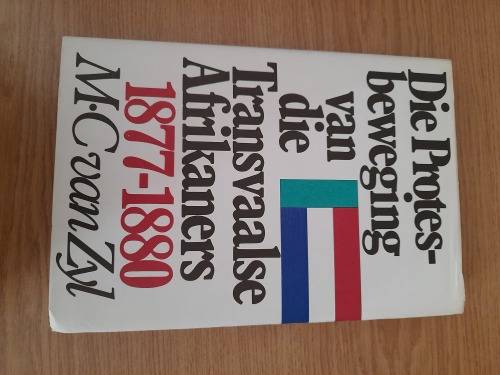 Die Protes-
beweging
van
die
Transvaalse
Afrikaners
1877-1880
M·C van Zyl